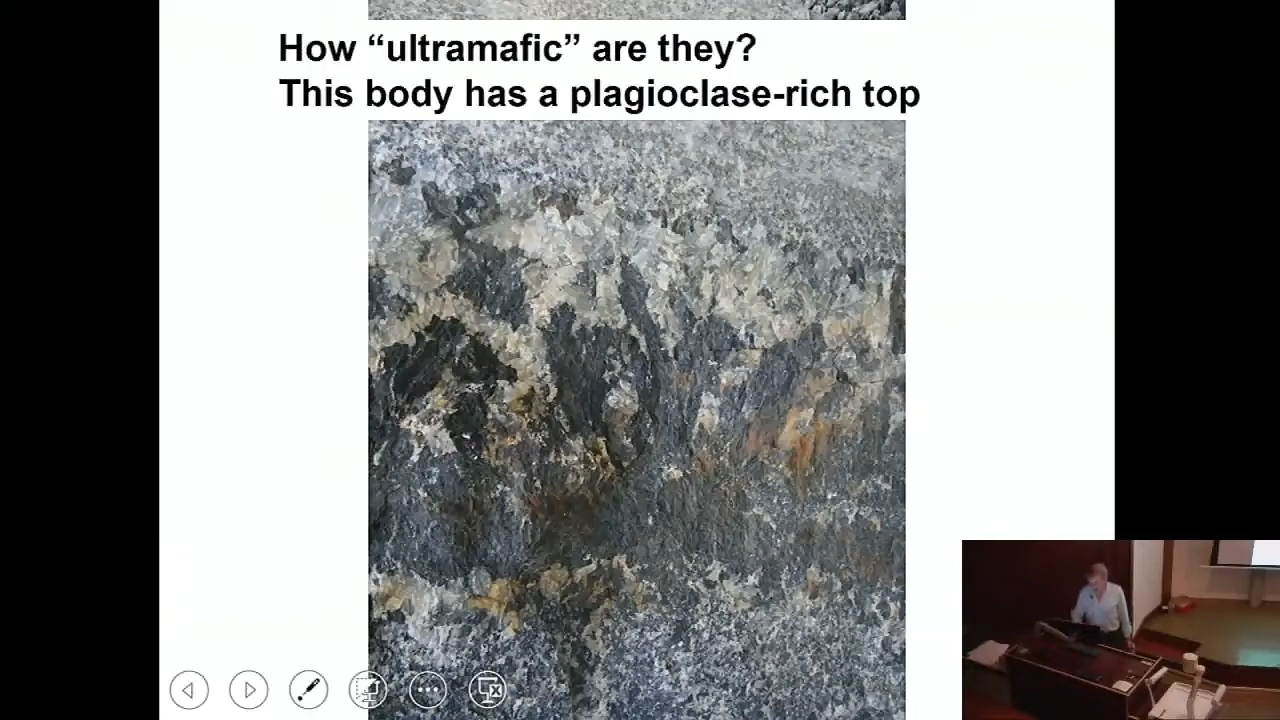 How “ultramafic” are they?
This body has a plagioclase-rich top